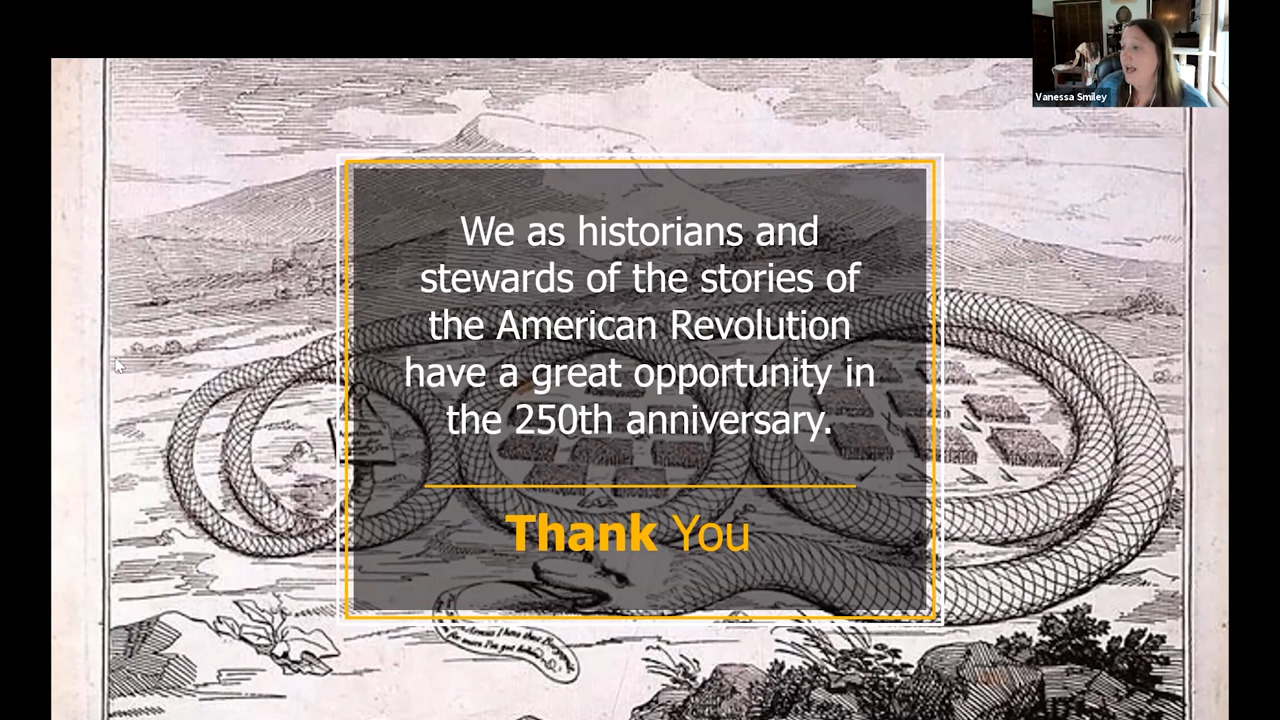 Vanessa Smiley
We as historians and
stewards of the stories of
the American Revolution
have a great opportunity in
the 250th anniversary.
Thank You